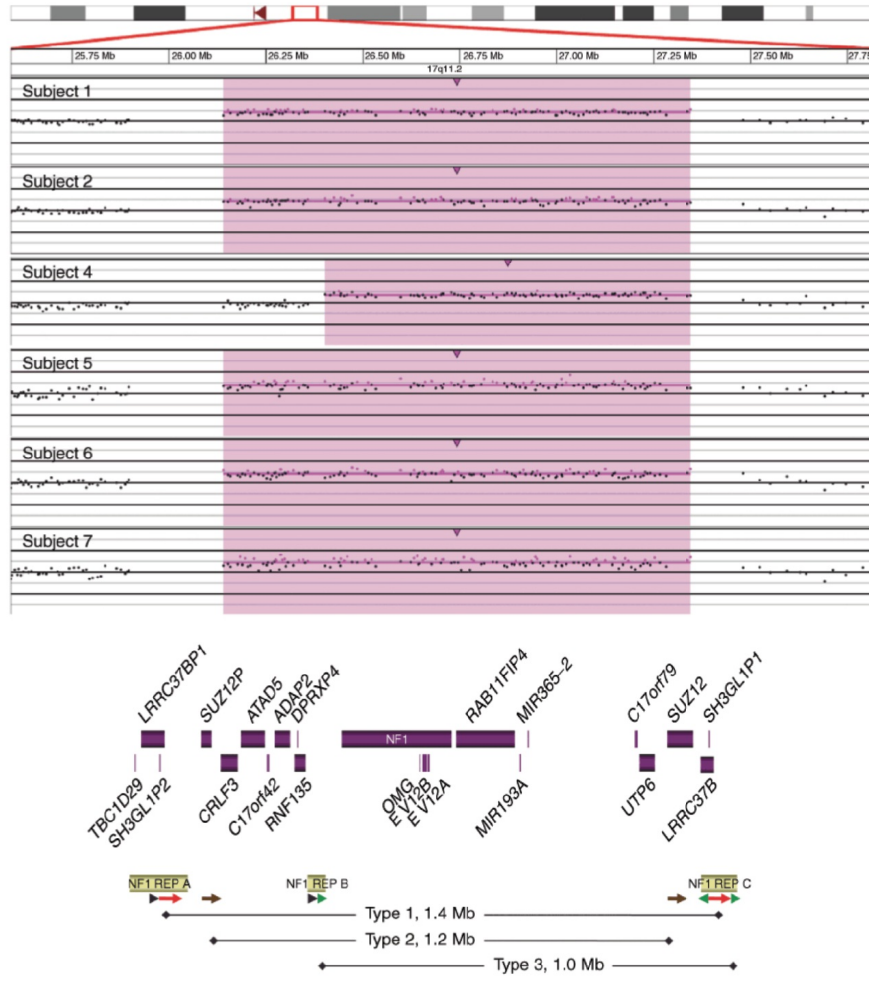 25.75 Mb 26.00 Mb 26.25 Mb 26.50 Mb 26.75 Mb 27.00 Mb 27.25 Mb 27.50 Mb 27.75
17q11.2
Subject 1
Subject 2
Subject 4
Subject 5
Subject 6
Subject 7
LRRC37BP1 SUZ12P ATAD5 ADAP2 DPRXP4 RAB11FIP4 MIR365-2 C17orf79 SUZ12 SH3GL1P1
NF1
TBC1D29 SH3GL1P2 CRLF3 C17orf42 RNF135 OMG EVI2B EVI2A MIR193A UTP6 LRRC37B
NF1 REP A NF1 REP B NF1 REP C
Type 1, 1.4 Mb
Type 2, 1.2 Mb
Type 3, 1.0 Mb